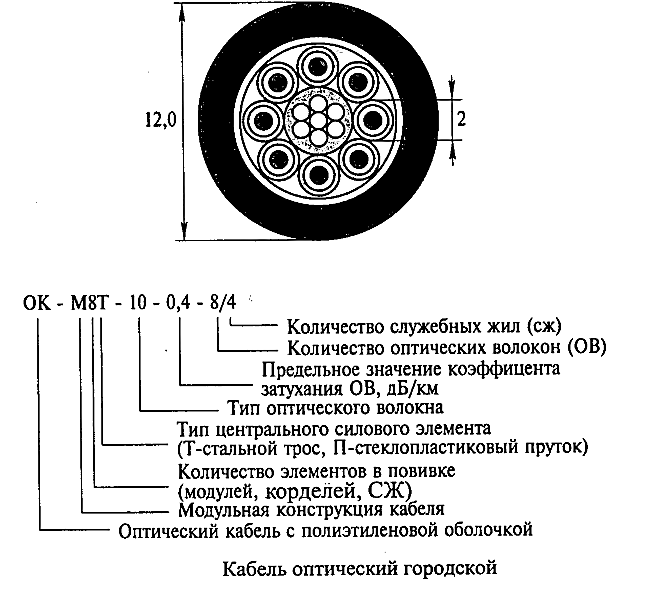 12,0
2
ОК - М8Т - 10 - 0,4 - 8/4
Количество служебных жил (сж)
Количество оптических волокон (ОВ)
Предельное значение коэффицента
затухания ОВ, дБ/км
Тип оптического волокна
Тип центрального силового элемента
(Т-стальной трос, П-стеклопластиковый пруток)
Количество элементов в повивке
(модулей, корделей, СЖ)
Модульная конструкция кабеля
Оптический кабель с полиэтиленовой оболочкой
Кабель оптический городской